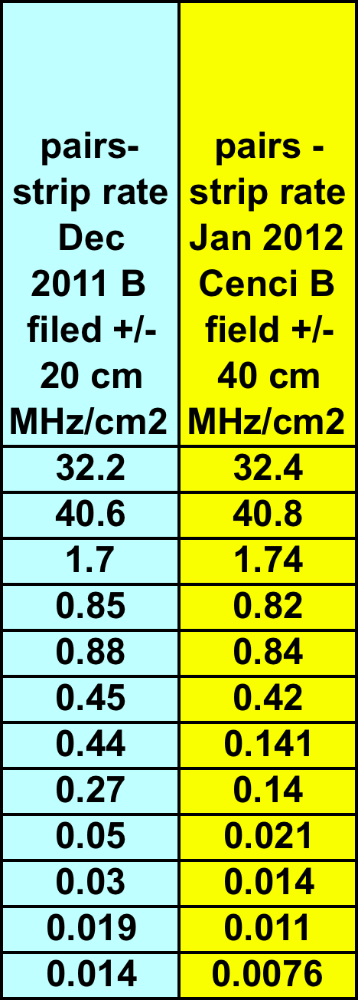 pairs-
strip rate
Dec
2011 B
filed +/-
20 cm
MHz/cm2
pairs -
strip rate
Jan 2012
Cenci B
field +/-
40 cm
MHz/cm2
32.2 32.4
40.6 40.8
1.7 1.74
0.85 0.82
0.88 0.84
0.45 0.42
0.44 0.141
0.27 0.14
0.05 0.021
0.03 0.014
0.019 0.011
0.014 0.0076